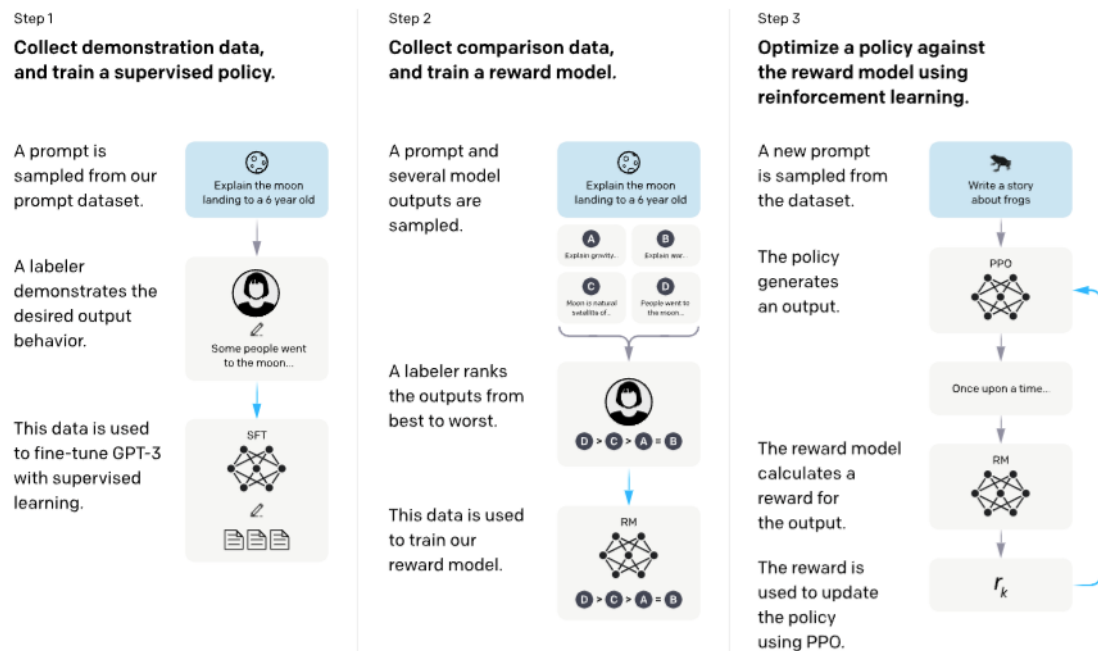 Step 1
Collect demonstration data,
and train a supervised policy.
A prompt is
sampled from our
prompt dataset.
Explain the moon
landing to a 6 year old
A labeler
demonstrates the
desired output
behavior.
Some people went
to the moon...
This data is used
to fine-tune GPT-3
with supervised
learning.
SFT
Step 2
Collect comparison data,
and train a reward model.
A prompt and
several model
outputs are
sampled.
Explain the moon
landing to a 6 year old
A
Explain gravity...
B
Explain war...
C
Moon is natural
satellite of...
D
People went to
the moon...
A labeler ranks
the outputs from
best to worst.
D > C > A = B
This data is used
to train our
reward model.
RM
D > C > A = B
Step 3
Optimize a policy against
the reward model using
reinforcement learning.
A new prompt
is sampled from
the dataset.
Write a story
about frogs
The policy
generates
an output.
PPO
Once upon a time...
The reward model
calculates a
reward for
the output.
RM
The reward is
used to update
the policy
using PPO.
r_k